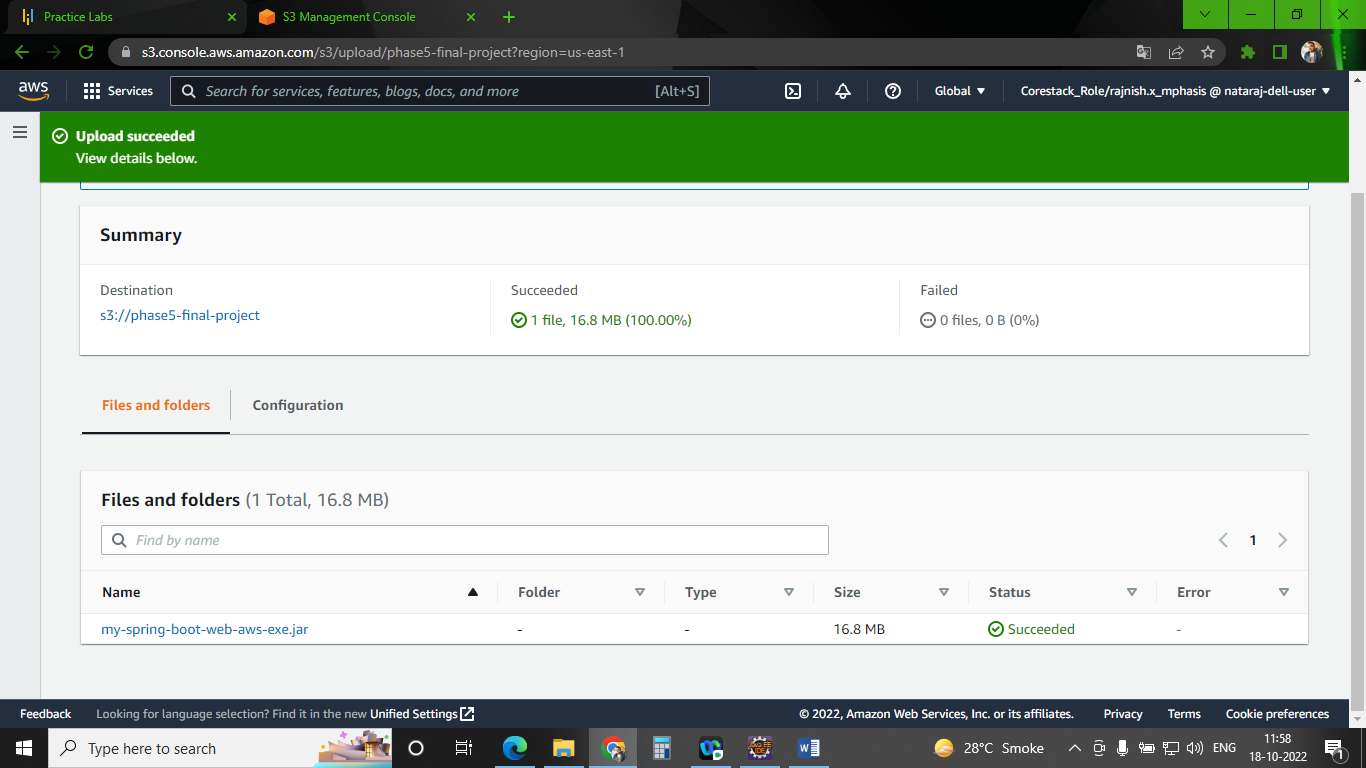 Practice Labs
S3 Management Console
s3.console.aws.amazon.com/s3/upload/phase5-final-project?region=us-east-1
aws
Services
Search for services, features, blogs, docs, and more [Alt+S]
Global
Corestack_Role/rajnish.x_mphasis @ nataraj-dell-user
Upload succeeded
View details below.
Summary
Destination
s3://phase5-final-project
Succeeded
1 file, 16.8 MB (100.00%)
Failed
0 files, 0 B (0%)
Files and folders
Configuration
Files and folders (1 Total, 16.8 MB)
Find by name
1
Name Folder Type Size Status Error
my-spring-boot-web-aws-exe.jar - - 16.8 MB Succeeded -
Feedback
Looking for language selection? Find it in the new Unified Settings
© 2022, Amazon Web Services, Inc. or its affiliates.
Privacy
Terms
Cookie preferences
Type here to search
28°C Smoke
ENG
11:58
18-10-2022
1